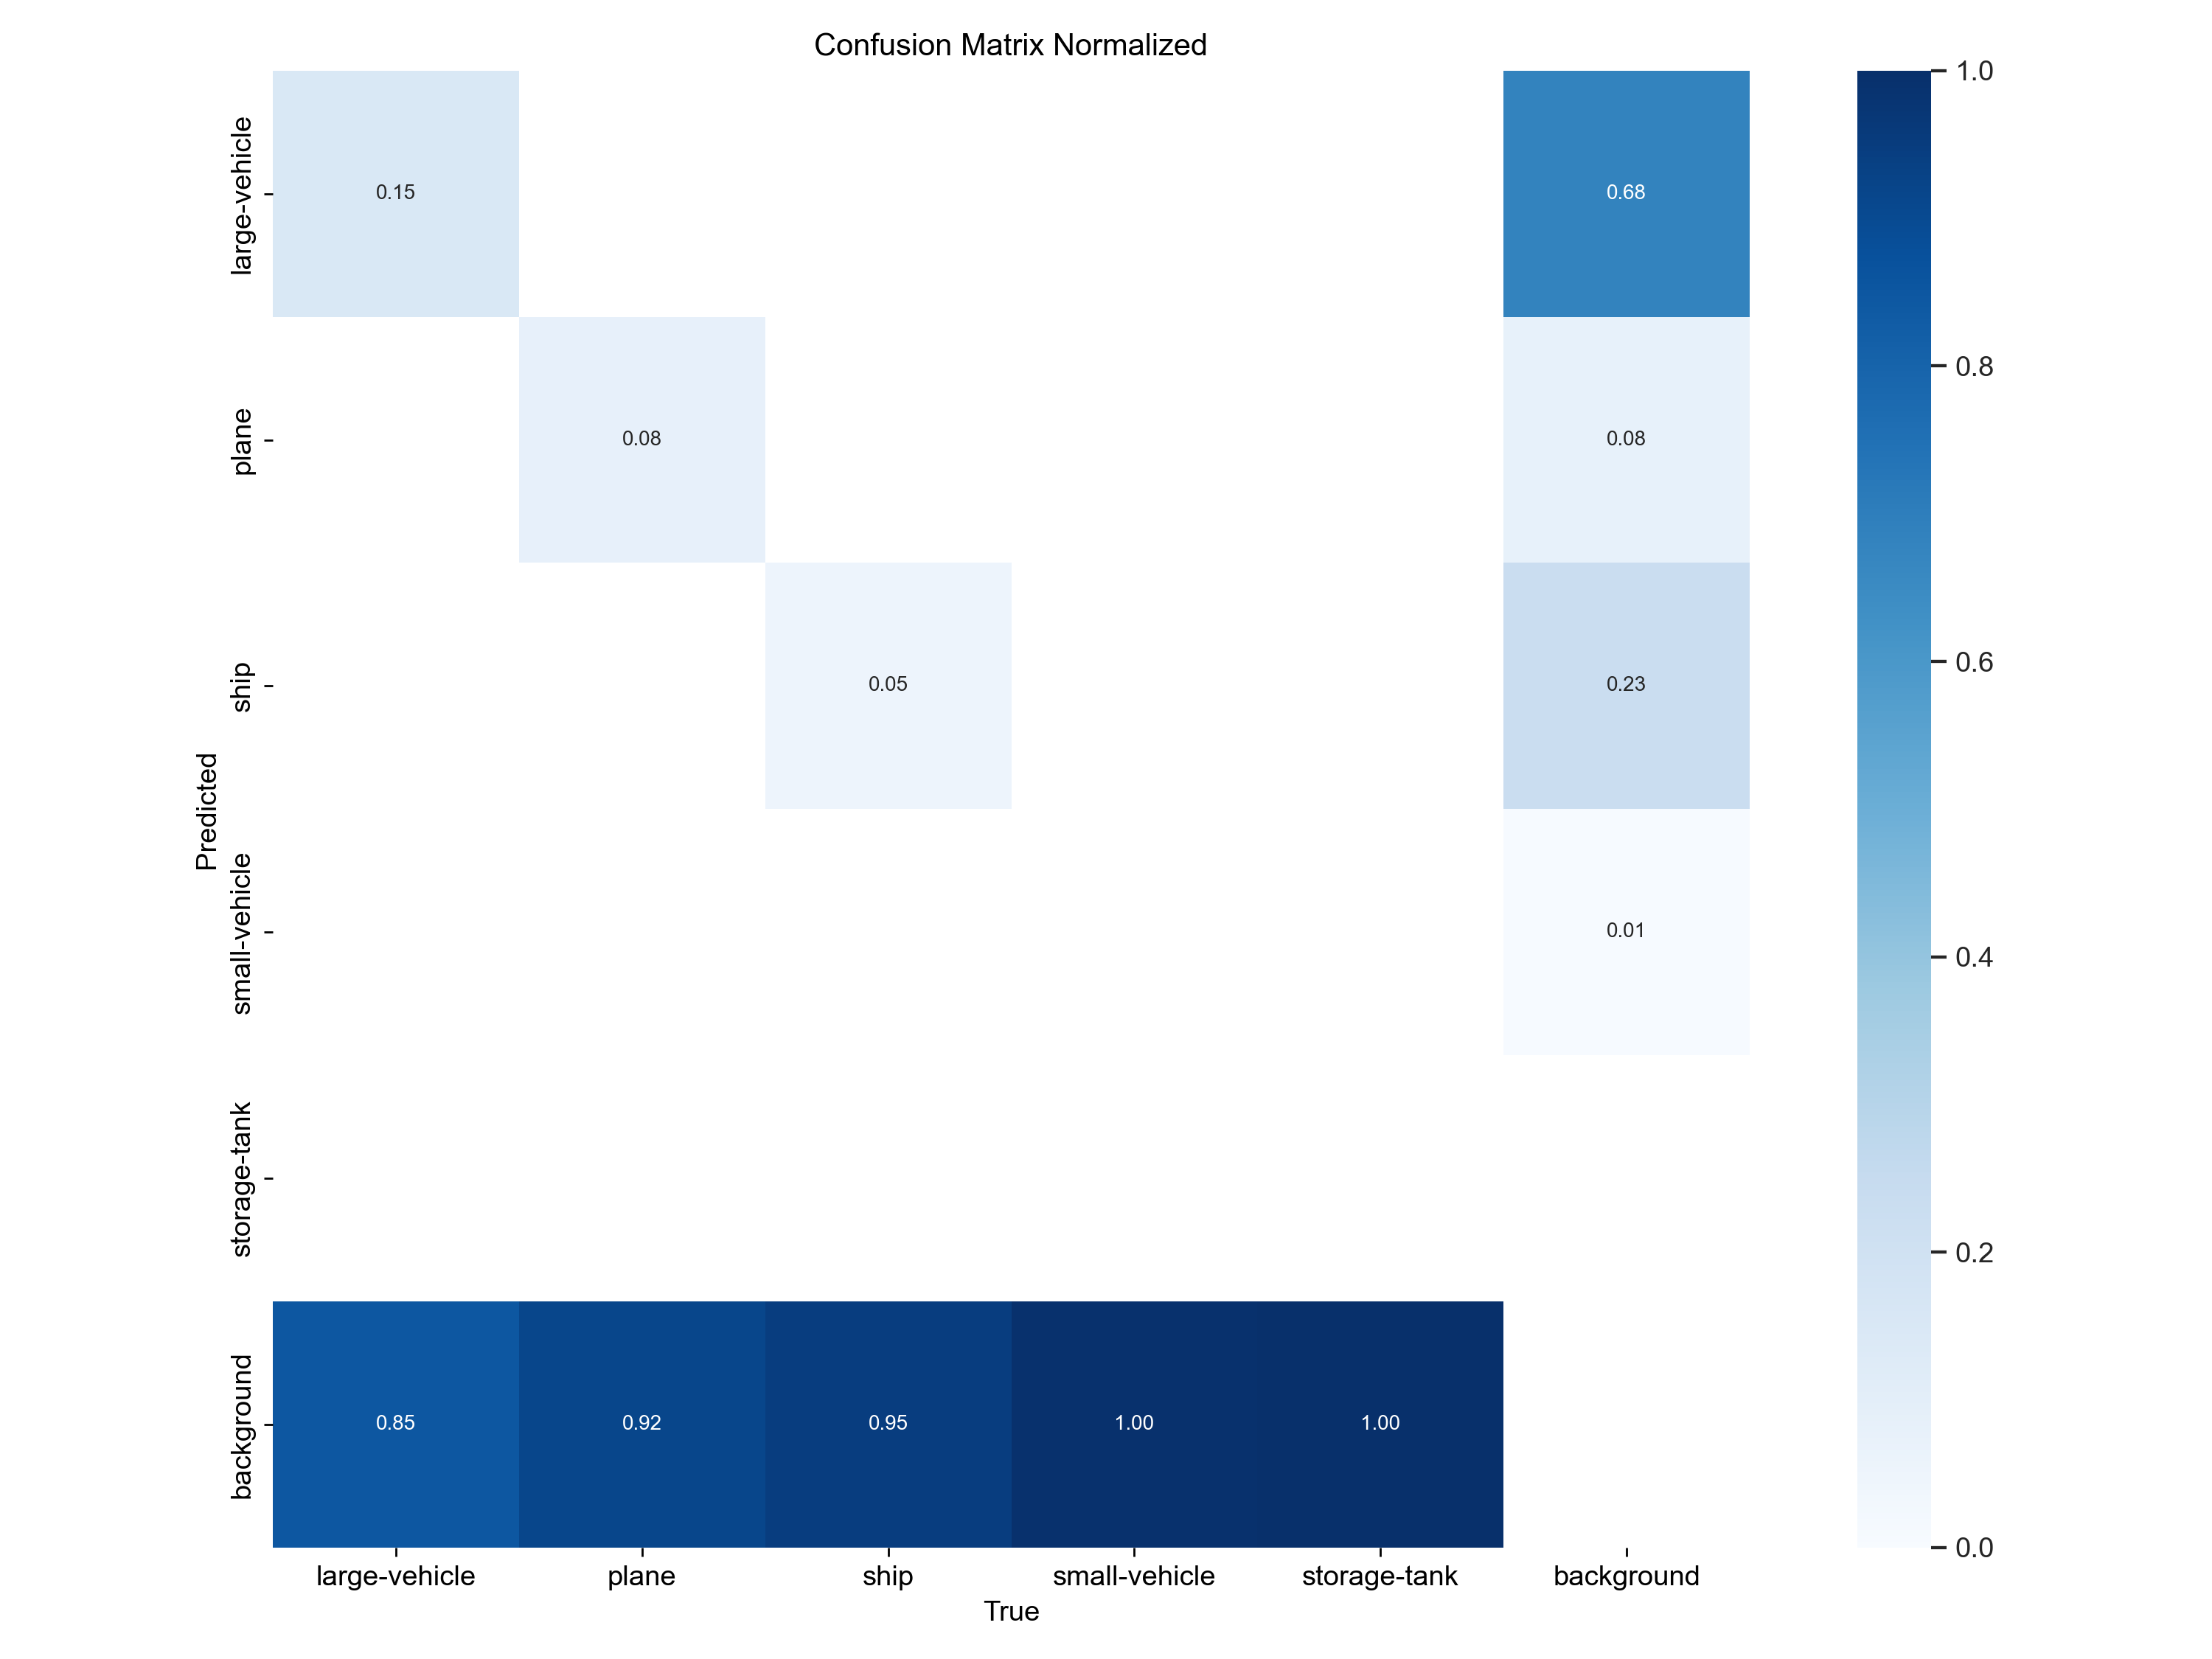 Confusion Matrix Normalized
large-vehicle
0.15
0.68
1.0
plane
0.08
0.08
0.8
ship
0.05
0.23
0.6
Predicted
small-vehicle
0.01
0.4
storage-tank
0.2
background
0.85
0.92
0.95
1.00
1.00
0.0
large-vehicle
plane
ship
small-vehicle
storage-tank
background
True